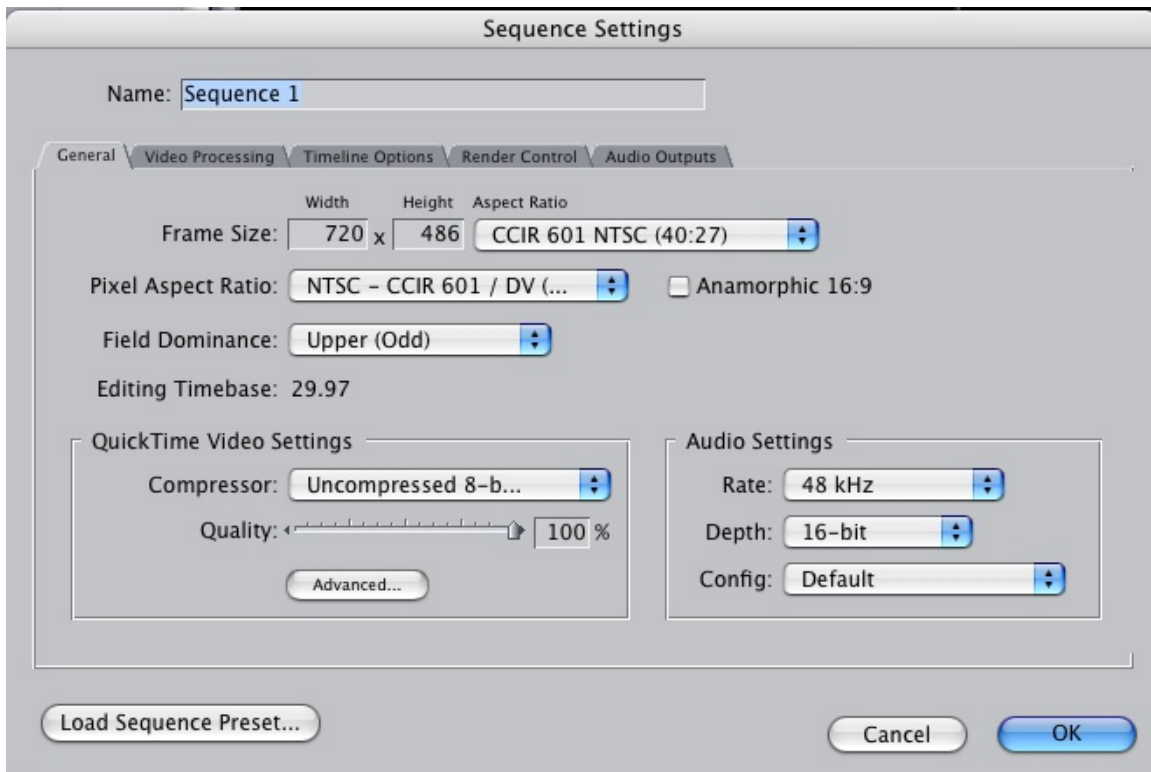 Sequence Settings
Name: Sequence 1
General Video Processing Timeline Options Render Control Audio Outputs
Width Height Aspect Ratio
Frame Size: 720 x 486 CCIR 601 NTSC (40:27)
Pixel Aspect Ratio: NTSC - CCIR 601 / DV (... Anamorphic 16:9
Field Dominance: Upper (Odd)
Editing Timebase: 29.97
QuickTime Video Settings
Compressor: Uncompressed 8-b...
Quality: 100 %
Advanced...
Audio Settings
Rate: 48 kHz
Depth: 16-bit
Config: Default
Load Sequence Preset... Cancel OK